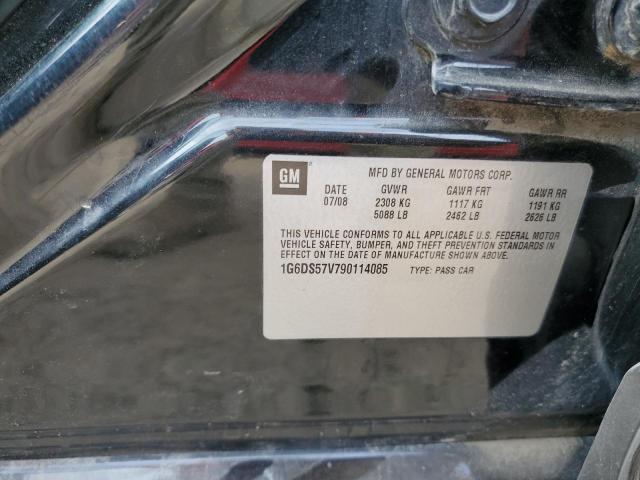 GM
MFD BY GENERAL MOTORS CORP.
DATE GVWR GAWR FRT GAWR RR
07/08 2308 KG 1117 KG 1191 KG
5088 LB 2462 LB 2626 LB
THIS VEHICLE CONFORMS TO ALL APPLICABLE U.S. FEDERAL MOTOR
VEHICLE SAFETY, BUMPER, AND THEFT PREVENTION STANDARDS IN
EFFECT ON THE DATE OF MANUFACTURE SHOWN ABOVE.
1G6DS57V790114085 TYPE: PASS CAR